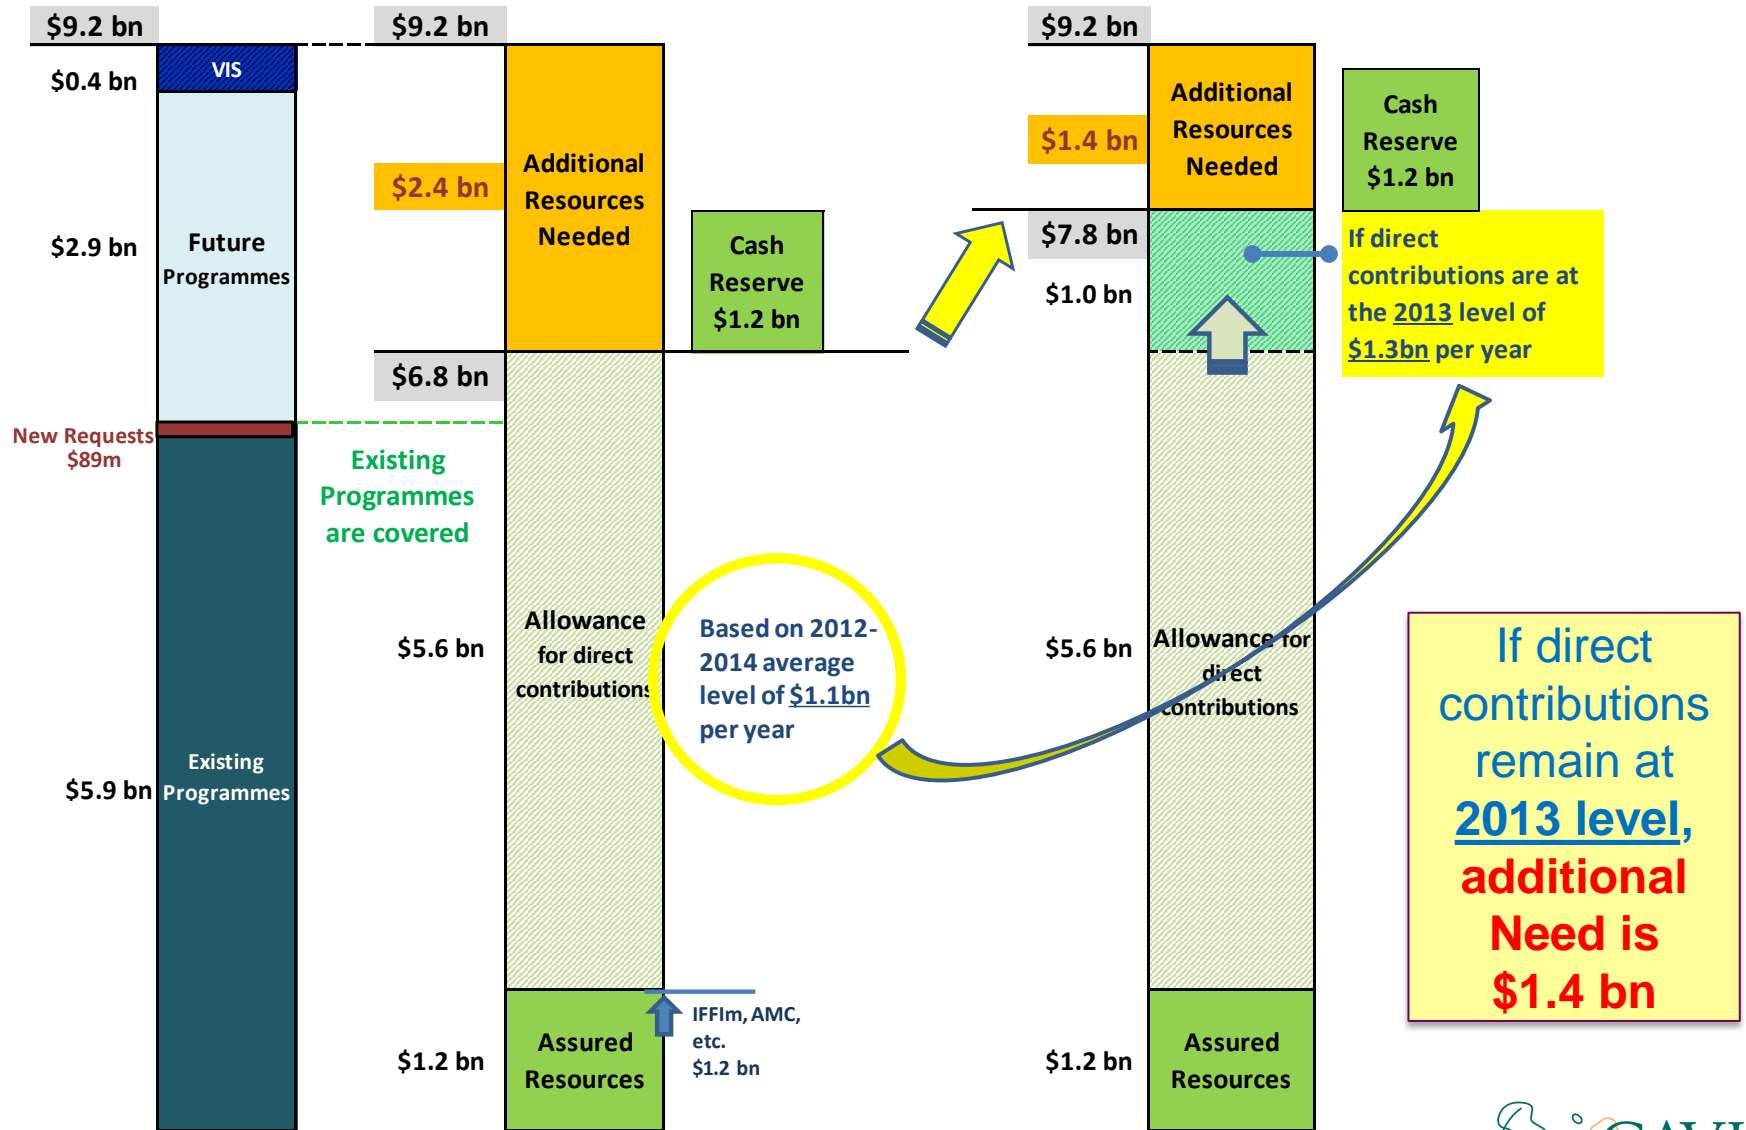 $9.2 bn
$0.4 bn
VIS
$2.9 bn
Future
Programmes
New Requests
$89m
$5.9 bn
Existing
Programmes
$9.2 bn
$2.4 bn
Additional
Resources
Needed
Cash
Reserve
$1.2 bn
$6.8 bn
Existing
Programmes
are covered
$5.6 bn
Allowance
for direct
contributions
Based on 2012-
2014 average
level of $1.1bn
per year
$1.2 bn
Assured
Resources
IFFIm, AMC,
etc.
$1.2 bn
$9.2 bn
$1.4 bn
Additional
Resources
Needed
Cash
Reserve
$1.2 bn
$7.8 bn
$1.0 bn
If direct
contributions are at
the 2013 level of
$1.3bn per year
$5.6 bn
Allowance for
direct
contributions
$1.2 bn
Assured
Resources
If direct
contributions
remain at
2013 level,
additional
Need is
$1.4 bn